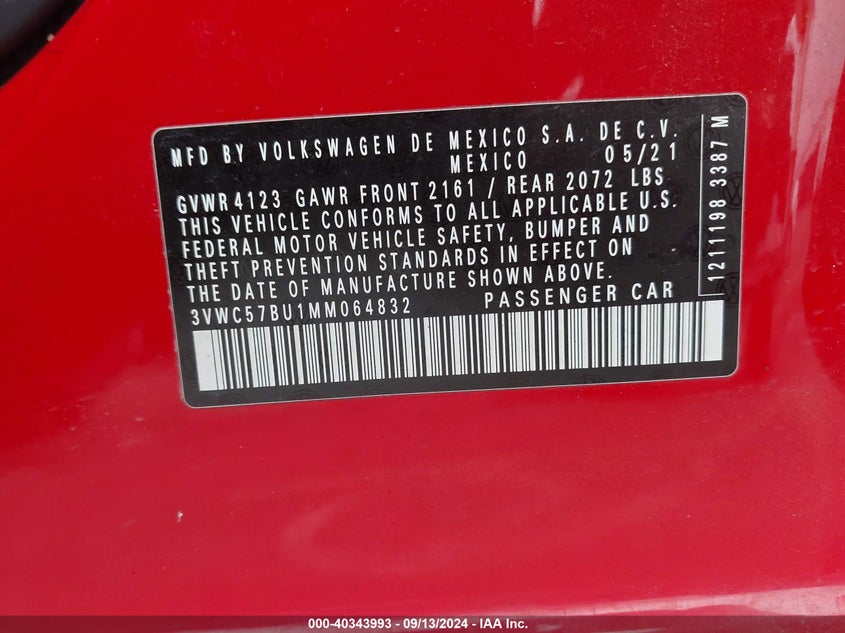 MFD BY VOLKSWAGEN DE MEXICO S.A. DE C.V.
MEXICO 05/21
GVWR 4123 GAWR FRONT 2161 / REAR 2072 LBS
THIS VEHICLE CONFORMS TO ALL APPLICABLE U.S.
FEDERAL MOTOR VEHICLE SAFETY, BUMPER AND
THEFT PREVENTION STANDARDS IN EFFECT ON
THE DATE OF MANUFACTURE SHOWN ABOVE.
3VWC57BU1MM064832 PASSENGER CAR
1211198 3387 M
000-40343993 - 09/13/2024 - IAA Inc.